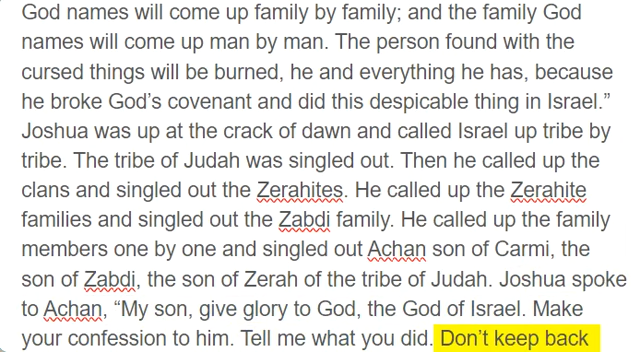 God names will come up family by family; and the family God
names will come up man by man. The person found with the
cursed things will be burned, he and everything he has, because
he broke God’s covenant and did this despicable thing in Israel.”
Joshua was up at the crack of dawn and called Israel up tribe by
tribe. The tribe of Judah was singled out. Then he called up the
clans and singled out the Zerahites. He called up the Zerahite
families and singled out the Zabdi family. He called up the family
members one by one and singled out Achan son of Carmi, the
son of Zabdi, the son of Zerah of the tribe of Judah. Joshua spoke
to Achan, “My son, give glory to God, the God of Israel. Make
your confession to him. Tell me what you did. Don’t keep back